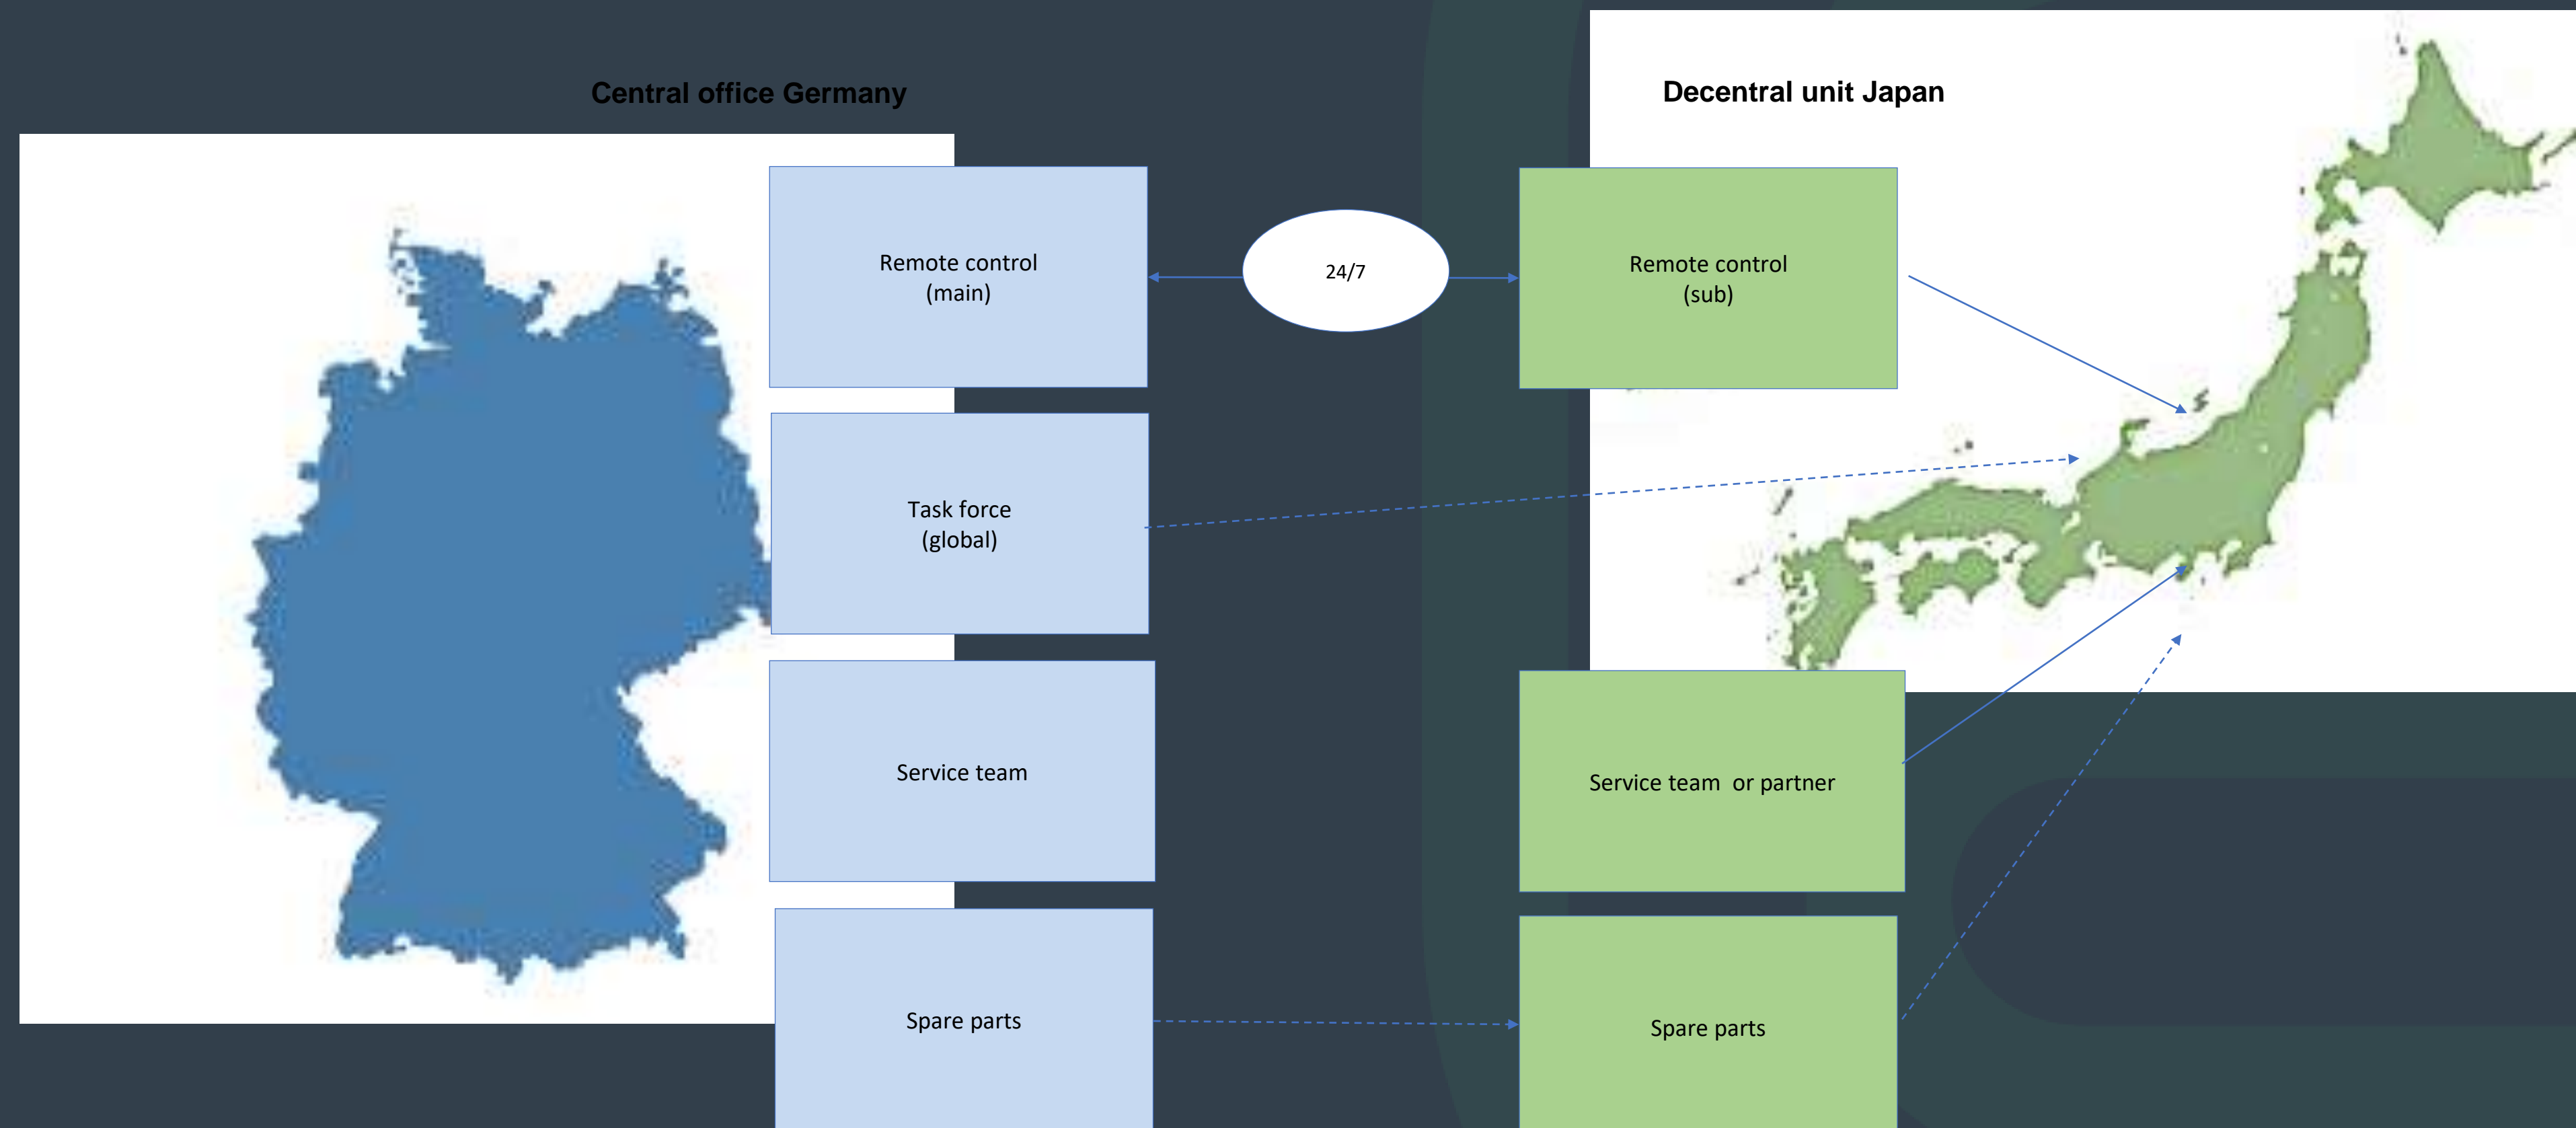 Central office Germany
Decentral unit Japan
Remote control
(main)
24/7
Remote control
(sub)
Task force
(global)
Service team
Service team  or partner
Spare parts
Spare parts